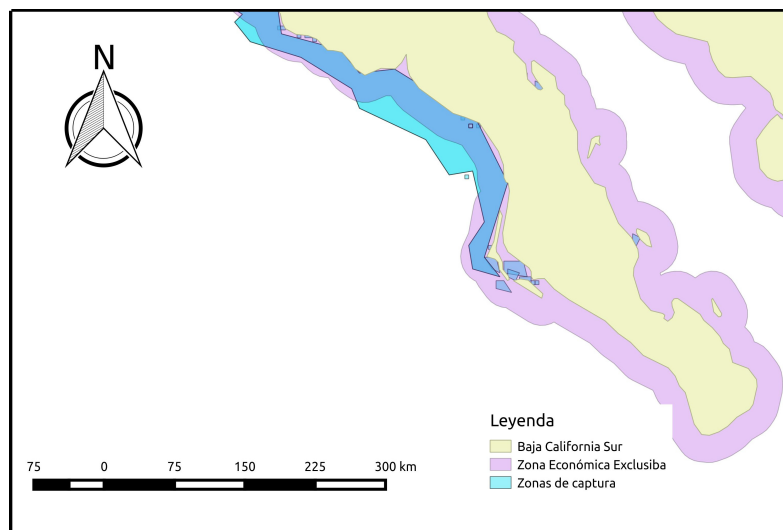 N
Leyenda
Baja California Sur
Zona Económica Exclusiba
Zonas de captura
75 0 75 150 225 300 km